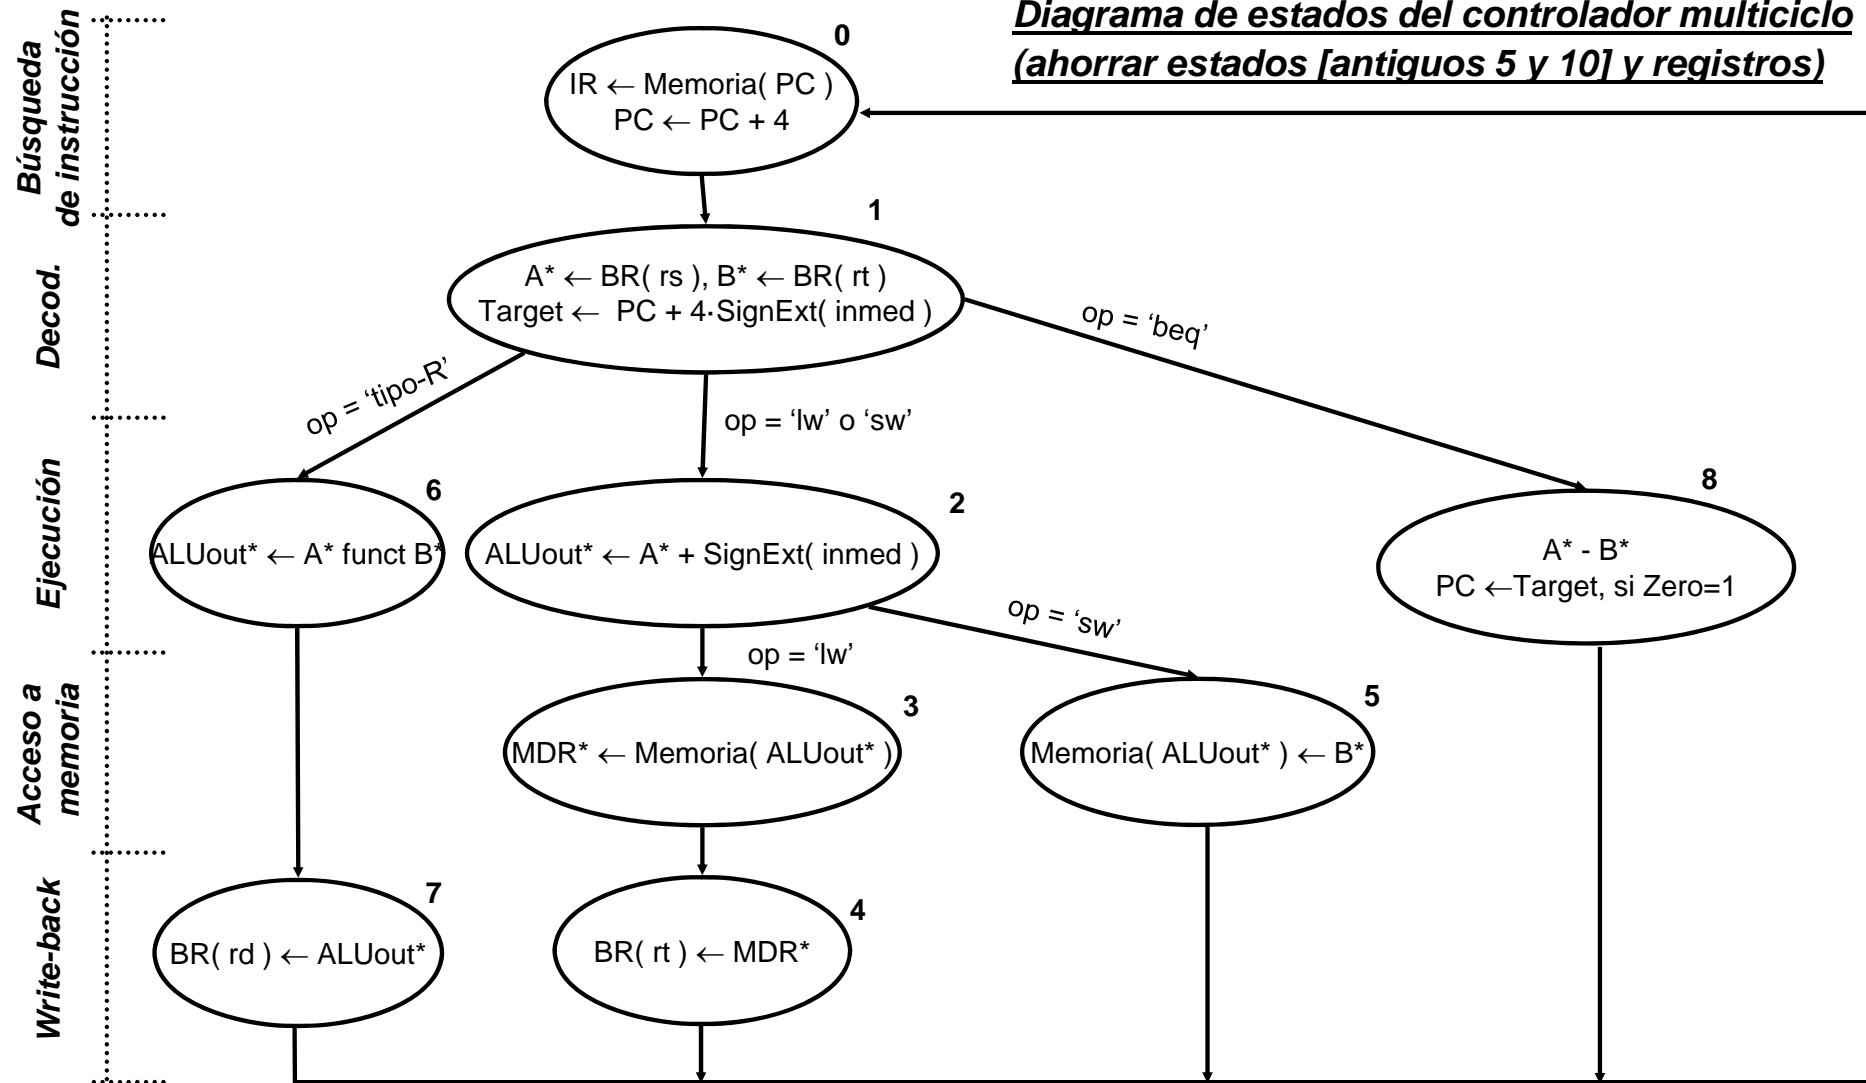 Diagrama de estados del controlador multiciclo
(ahorrar estados [antiguos 5 y 10] y registros)
Búsqueda
de instrucción
0
IR ← Memoria( PC )
PC ← PC + 4
Decod.
1
A* ← BR( rs ), B* ← BR( rt )
Target ← PC + 4·SignExt( inmed )
op = ‘tipo-R’
op = ‘lw’ o ‘sw’
op = ‘beq’
Ejecución
6
ALUout* ← A* funct B*
2
ALUout* ← A* + SignExt( inmed )
8
A* - B*
PC ←Target, si Zero=1
op = ‘lw’
op = ‘sw’
Acceso a
memoria
3
MDR* ← Memoria( ALUout* )
5
Memoria( ALUout* ) ← B*
Write-back
7
BR( rd ) ← ALUout*
4
BR( rt ) ← MDR*